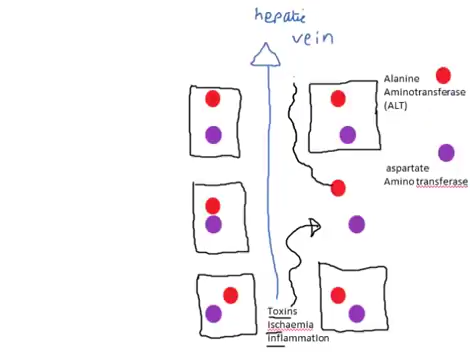 hepatic
vein
Alanine
Aminotransferase
(ALT)
aspartate
Amino transferase
Toxins
Ischaemia
Inflammation